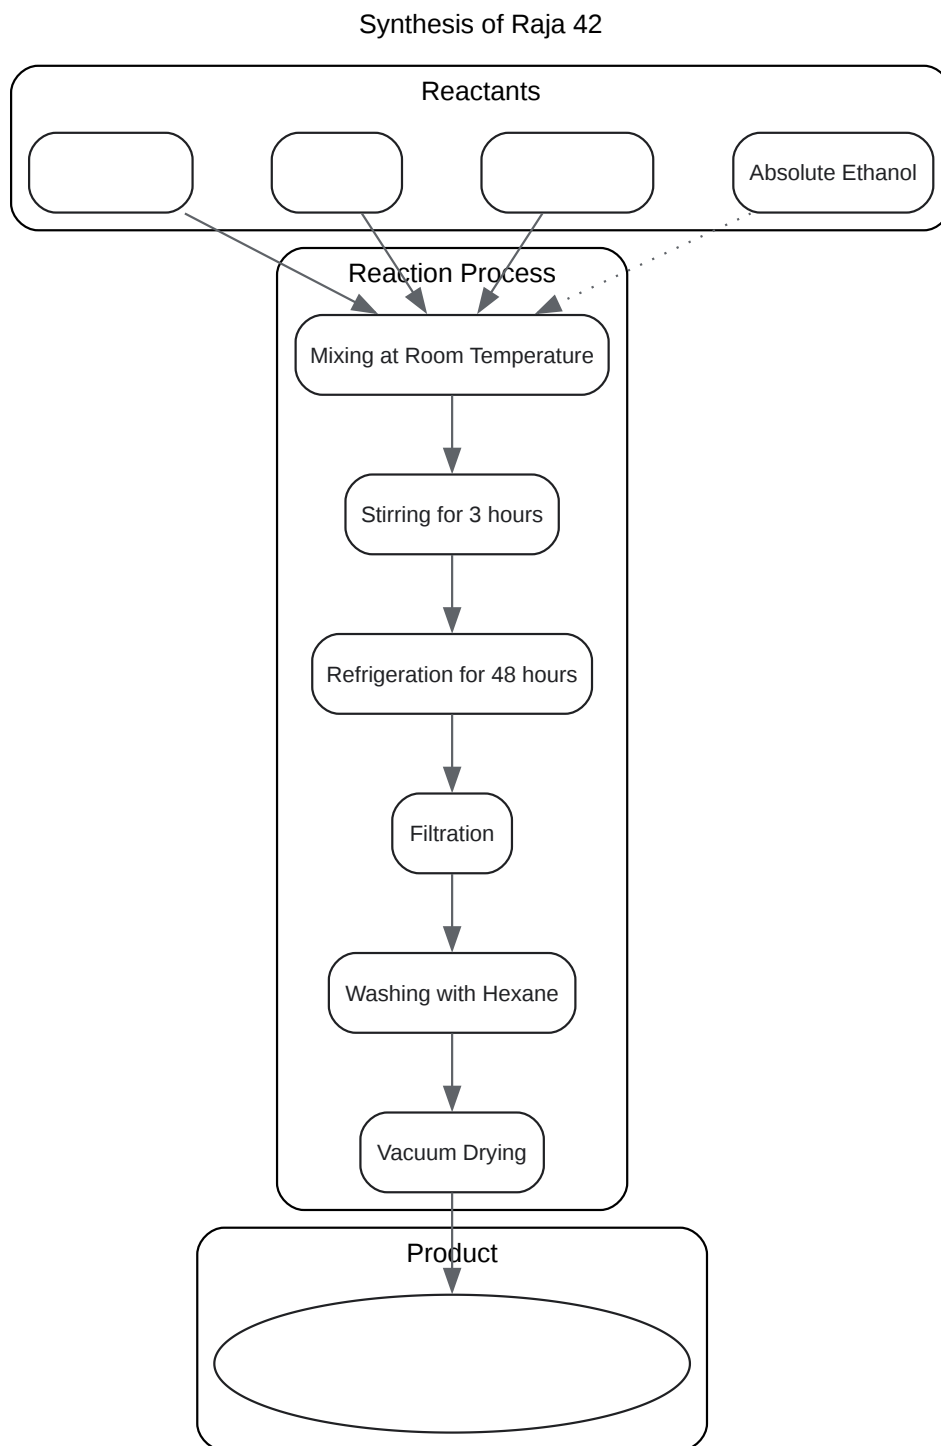 Synthesis of Raja 42
Reactants
Absolute Ethanol
Reaction Process
Mixing at Room Temperature
Stirring for 3 hours
Refrigeration for 48 hours
Filtration
Washing with Hexane
Vacuum Drying
Product